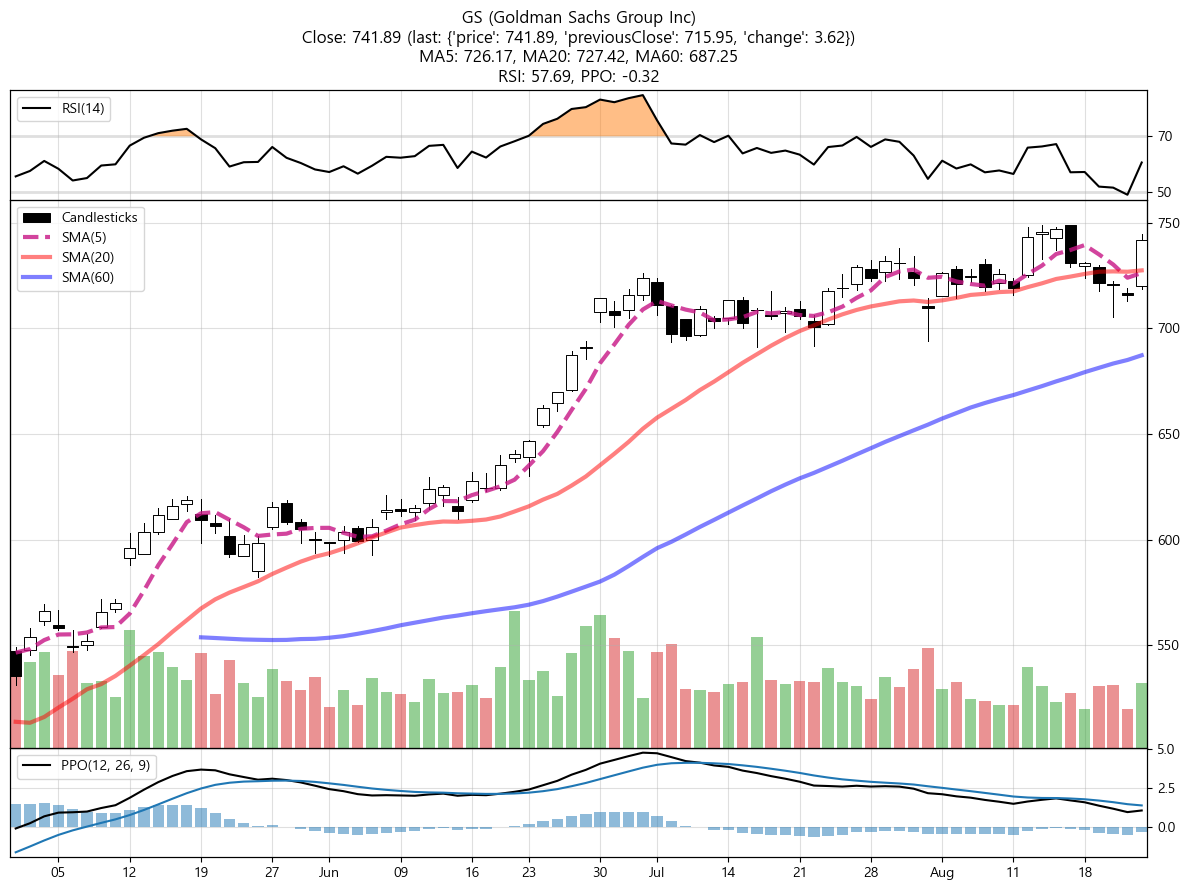 GS (Goldman Sachs Group Inc)
Close: 741.89 (last: {'price': 741.89, 'previousClose': 715.95, 'change': 3.62})
MA5: 726.17, MA20: 727.42, MA60: 687.25
RSI: 57.69, PPO: -0.32
RSI(14)
70
50
Candlesticks
SMA(5)
SMA(20)
SMA(60)
750
700
650
600
550
PPO(12, 26, 9)
5.0
2.5
0.0
05 12 19 27 Jun 09 16 23 30 Jul 14 21 28 Aug 11 18